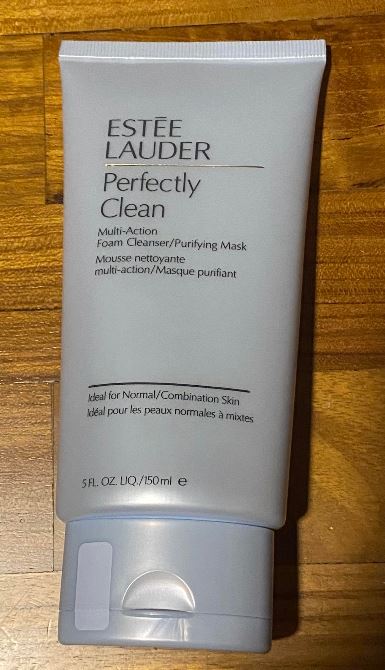 ESTĒE
LAUDER
Perfectly
Clean
Multi-Action
Foam Cleanser/Purifying Mask
Mousse nettoyante
multi-action/Masque purifiant
Ideal for Normal/Combination Skin
Idéal pour les peaux normales à mixtes
5 FL. OZ. LIQ./150 ml ℮